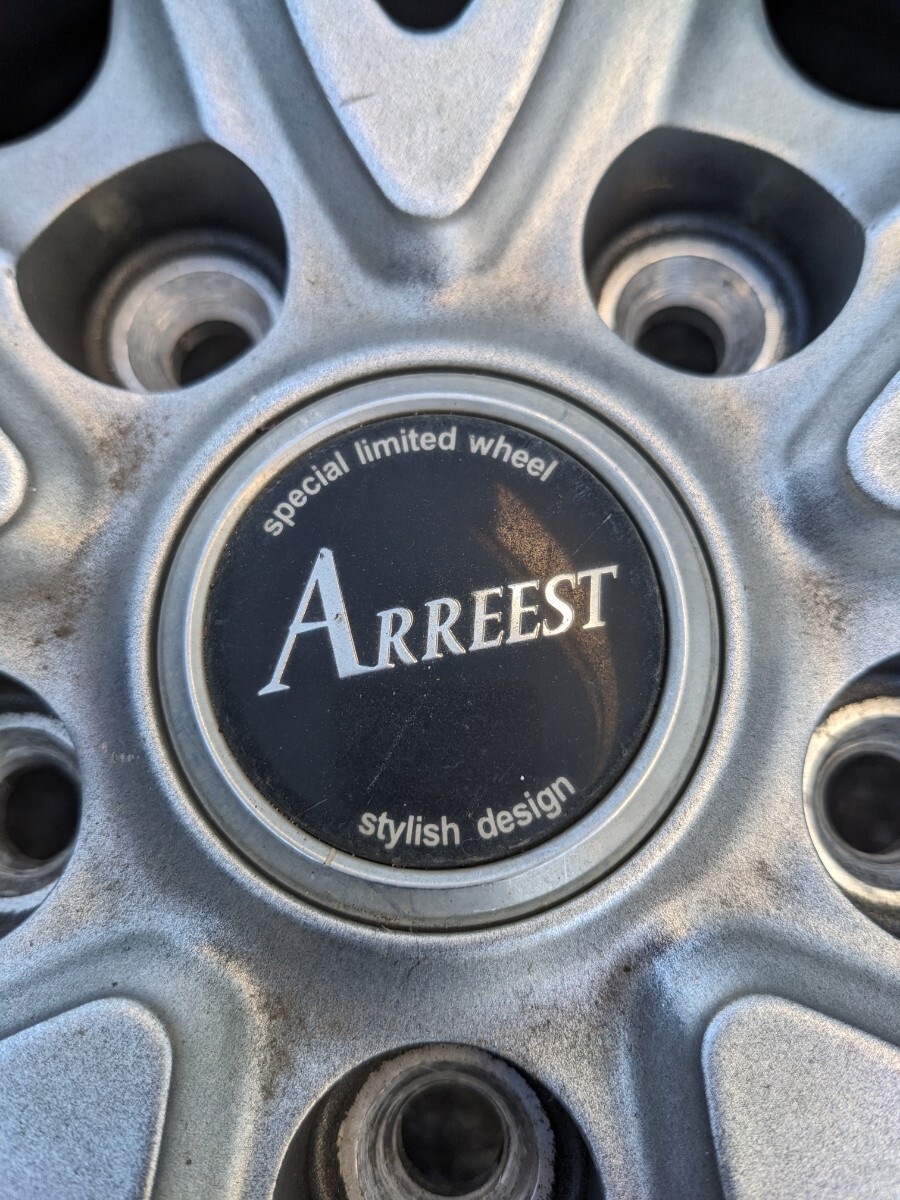 special limited wheel
ARREEST
stylish design